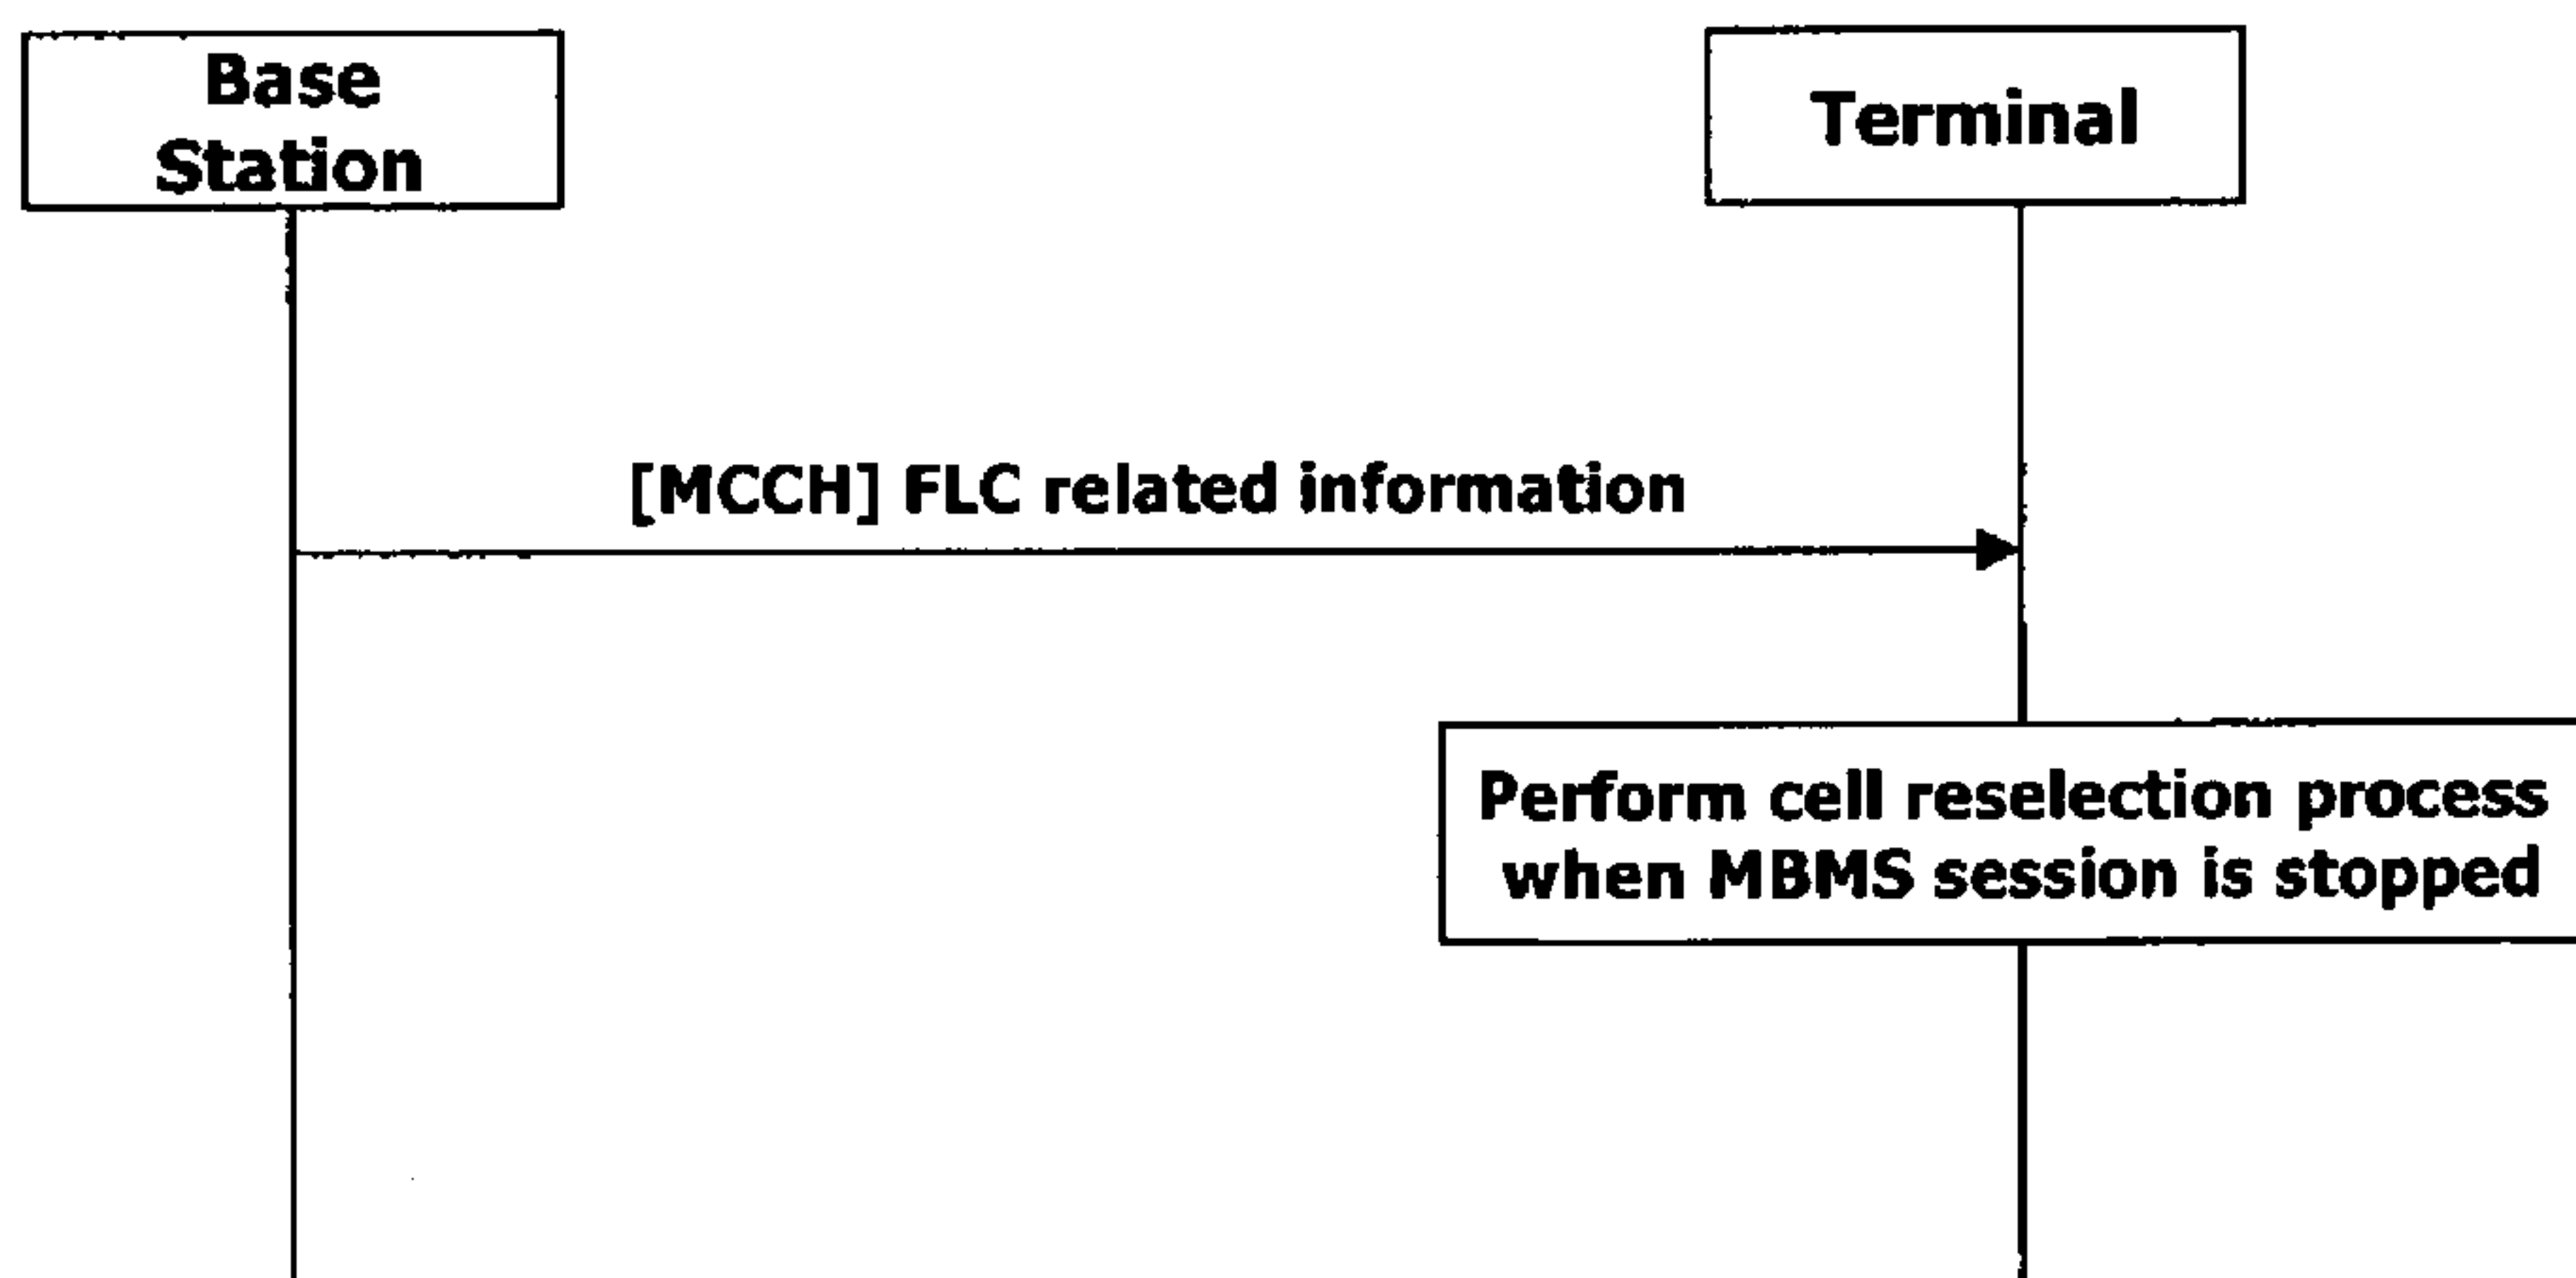 Base
Station
Terminal
[MCCH] FLC related information
Perform cell reselection process
when MBMS session is stopped